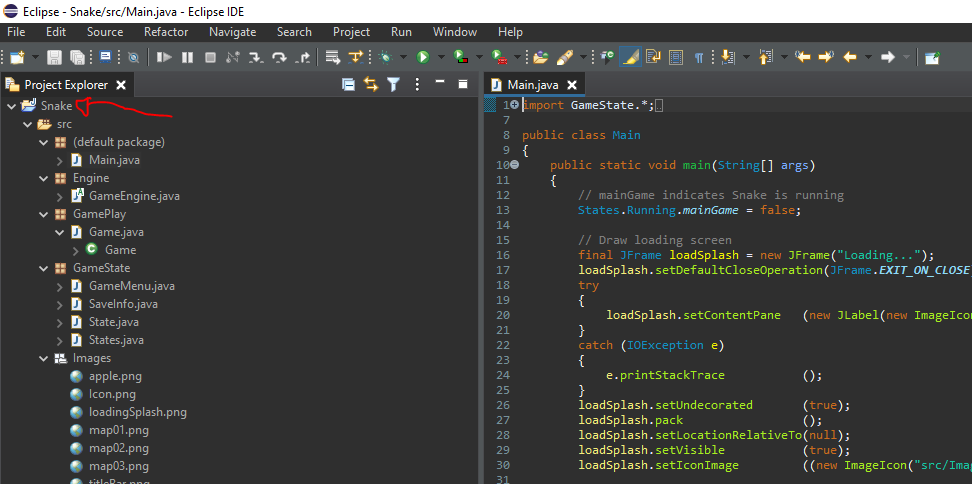 Eclipse - Snake/src/Main.java - Eclipse IDE
File Edit Source Refactor Navigate Search Project Run Window Help
Project Explorer
Snake
src
(default package)
Main.java
Engine
GameEngine.java
GamePlay
Game.java
Game
GameState
GameMenu.java
SaveInfo.java
State.java
States.java
Images
apple.png
Icon.png
loadingSplash.png
map01.png
map02.png
map03.png
titleBar.png
Main.java
1 import GameState.*;
7
8 public class Main
9 {
10 public static void main(String[] args)
11 {
12 // mainGame indicates Snake is running
13 States.Running.mainGame = false;
14
15 // Draw loading screen
16 final JFrame loadSplash = new JFrame("Loading...");
17 loadSplash.setDefaultCloseOperation(JFrame.EXIT_ON_CLOSE
18 try
19 {
20 loadSplash.setContentPane (new JLabel(new ImageIcon
21 }
22 catch (IOException e)
23 {
24 e.printStackTrace ();
25 }
26 loadSplash.setUndecorated (true);
27 loadSplash.pack ();
28 loadSplash.setLocationRelativeTo(null);
29 loadSplash.setVisible (true);
30 loadSplash.setIconImage ((new ImageIcon("src/Ima
31